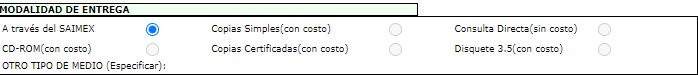 MODALIDAD DE ENTREGA
A través del SAIMEX Copias Simples(con costo) Consulta Directa(sin costo)
CD-ROM(con costo) Copias Certificadas(con costo) Disquete 3.5(con costo)
OTRO TIPO DE MEDIO (Especificar):